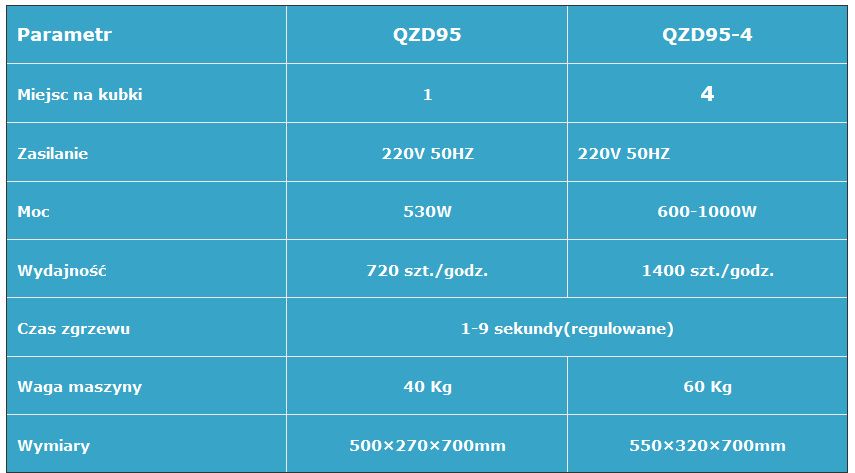 Parametr QZD95 QZD95-4
Miejsc na kubki 1 4
Zasilanie 220V 50HZ 220V 50HZ
Moc 530W 600-1000W
Wydajność 720 szt./godz. 1400 szt./godz.
Czas zgrzewu 1-9 sekundy(regulowane)
Waga maszyny 40 Kg 60 Kg
Wymiary 500×270×700mm 550×320×700mm